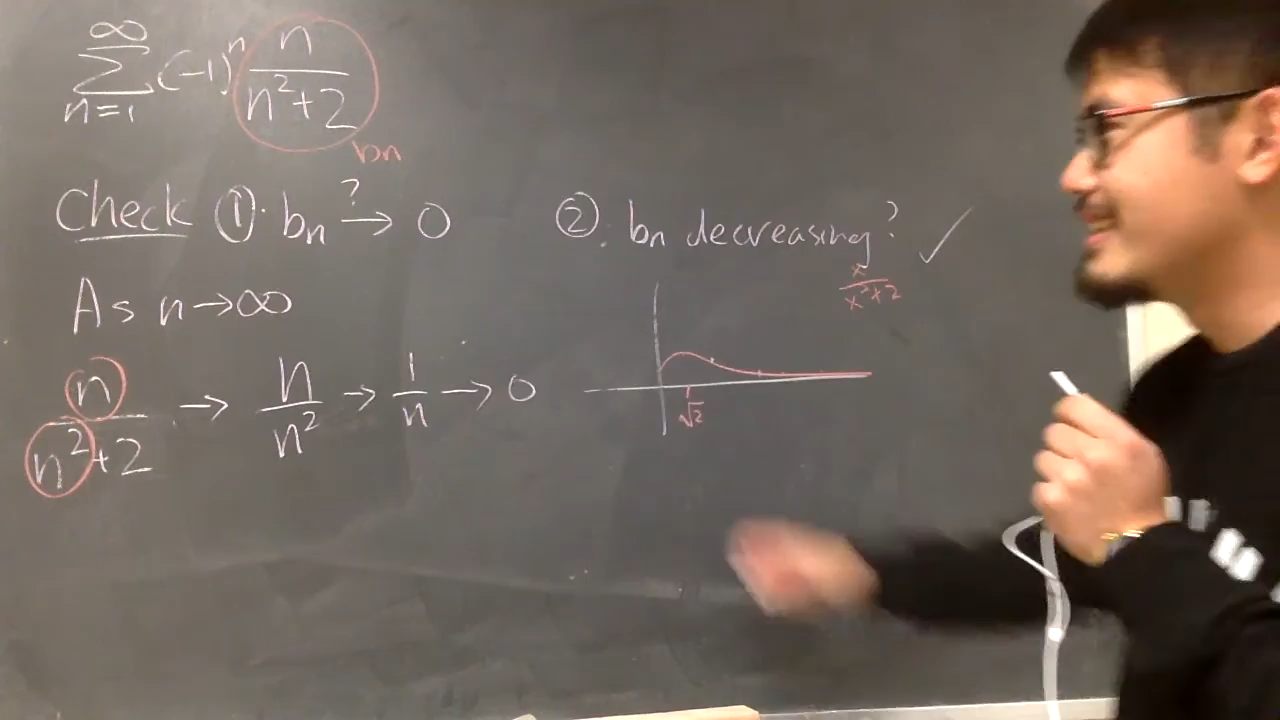 ∞
∑ (-1)ⁿ n/(n²+2)
n=1
bn
Check ①. bn →? 0
As n→∞
n/(n²+2) → n/n² → 1/n → 0
②. bn decreasing? ✓
x/(x²+2)
√2